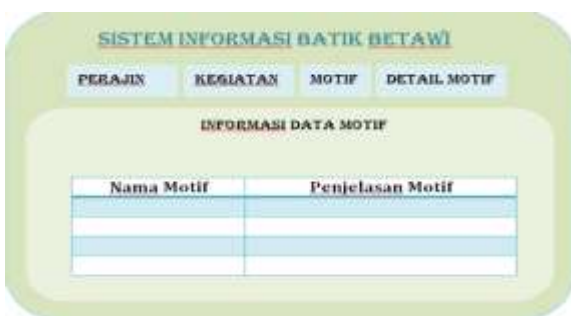 SISTEM INFORMASI BATIK BETAWI
PERAJIN KEGIATAN MOTIF DETAIL MOTIF
INFORMASI DATA MOTIF
Nama Motif Penjelasan Motif